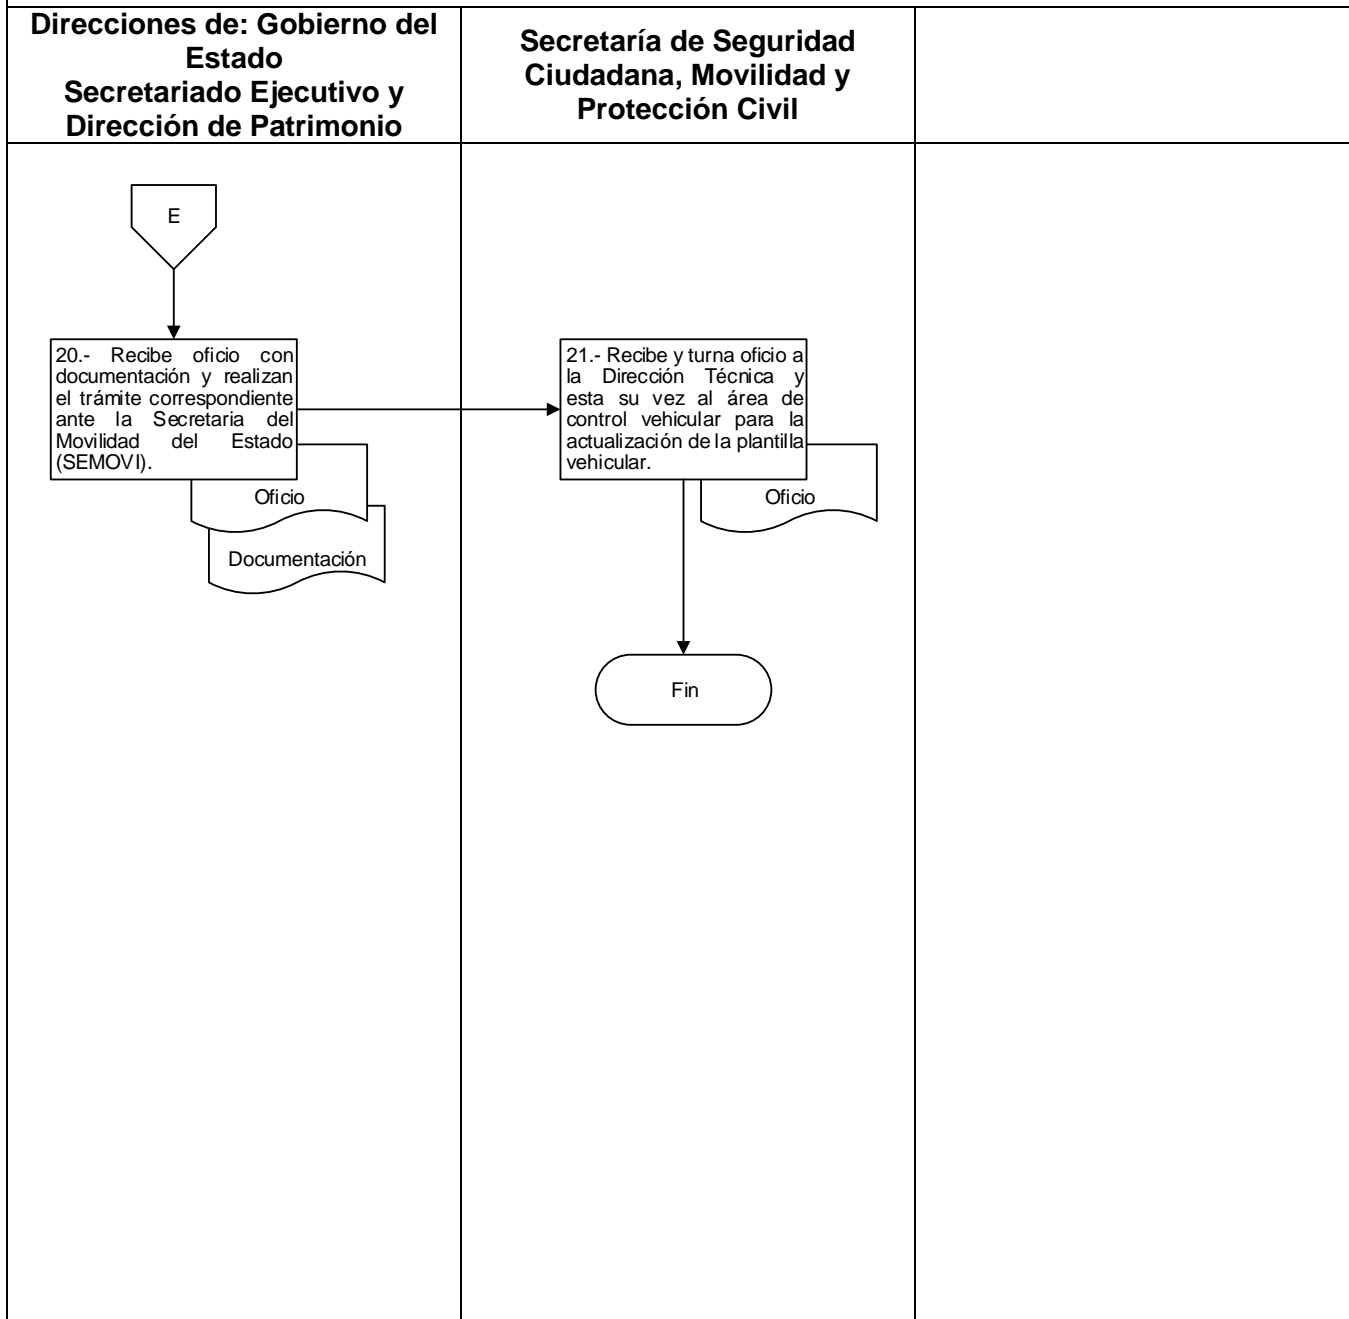 Direcciones de: Gobierno del
Estado
Secretariado Ejecutivo y
Dirección de Patrimonio
Secretaría de Seguridad
Ciudadana, Movilidad y
Protección Civil
E
20.- Recibe oficio con
documentación y realizan
el trámite correspondiente
ante la Secretaria del
Movilidad del Estado
(SEMOVI).
Oficio
Documentación
21.- Recibe y turna oficio a
la Dirección Técnica y
esta su vez al área de
control vehicular para la
actualización de la plantilla
vehicular.
Oficio
Fin